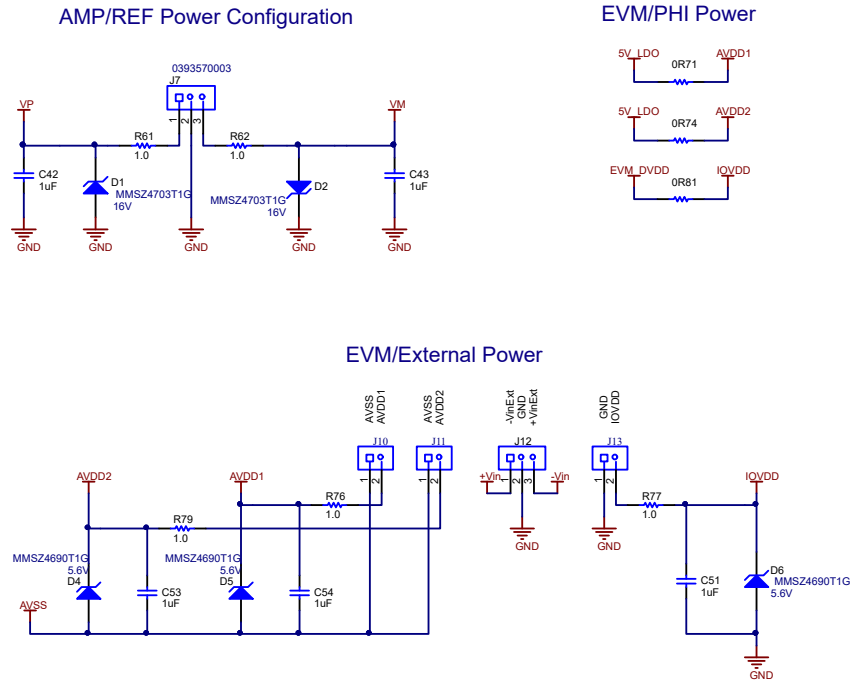 AMP/REF Power Configuration
EVM/PHI Power
0393570003
J7
1
2
3
VP
VM
R61
1.0
R62
1.0
C42
1uF
D1
MMSZ4703T1G
16V
D2
MMSZ4703T1G
16V
C43
1uF
GND
GND
GND
GND
GND
5V_LDO
0R71
AVDD1
5V_LDO
0R74
AVDD2
EVM_DVDD
0R81
IOVDD
EVM/External Power
AVSS
AVDD1
AVSS
AVDD2
-VinExt
GND
+VinExt
GND
IOVDD
J10
J11
J12
J13
1
2
1
2
1
2
3
1
2
+Vin
-Vin
GND
GND
AVDD2
AVDD1
R76
1.0
R79
1.0
R77
1.0
IOVDD
MMSZ4690T1G
5.6V
D4
C53
1uF
MMSZ4690T1G
5.6V
D5
C54
1uF
AVSS
C51
1uF
D6
MMSZ4690T1G
5.6V
GND